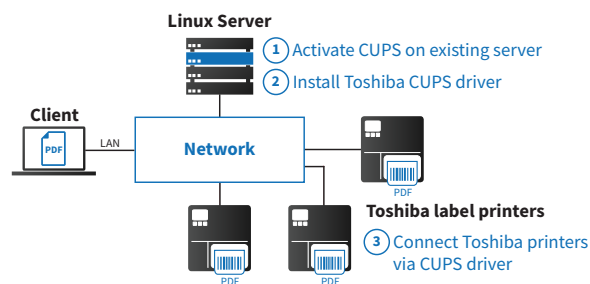 Linux Server
1 Activate CUPS on existing server
2 Install Toshiba CUPS driver
Client
PDF
LAN
Network
PDF
Toshiba label printers
3 Connect Toshiba printers
via CUPS driver
PDF
PDF